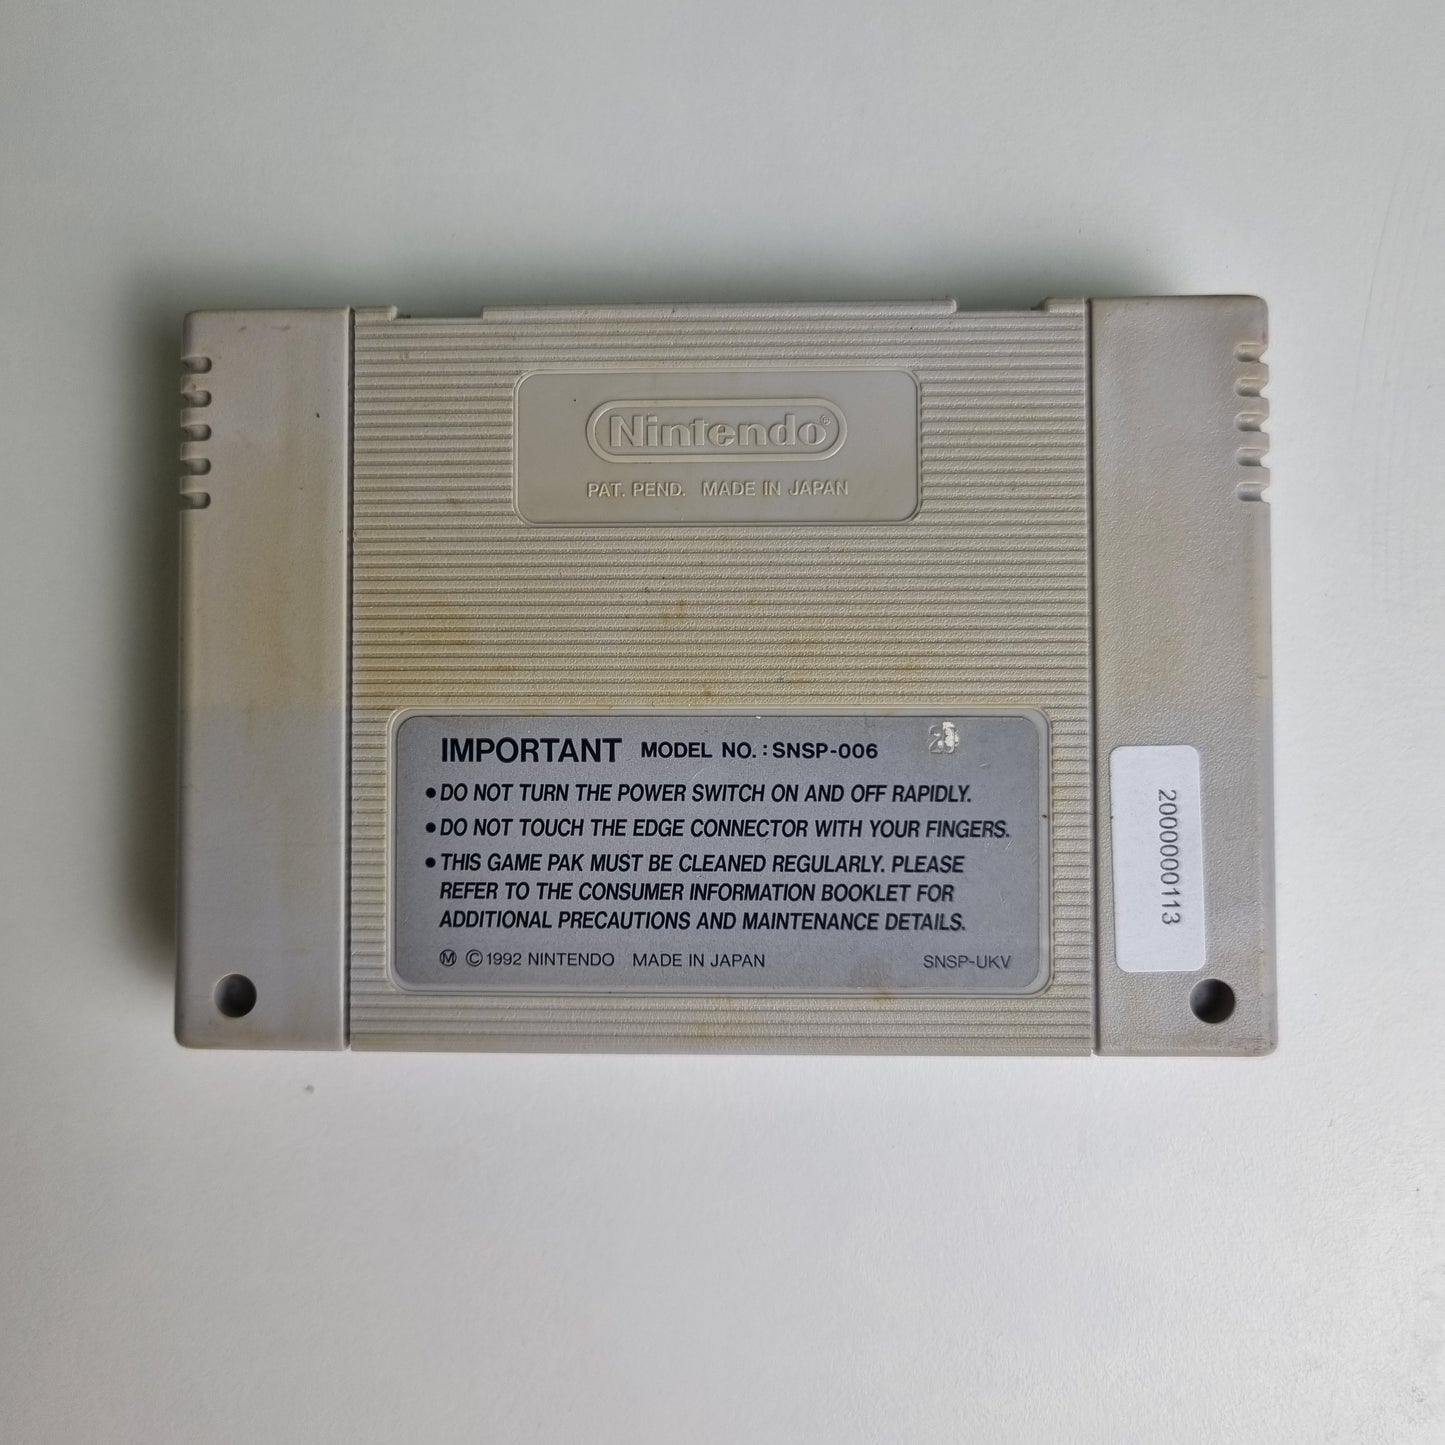 Nintendo®
PAT. PEND. MADE IN JAPAN
IMPORTANT MODEL NO.: SNSP-006
•DO NOT TURN THE POWER SWITCH ON AND OFF RAPIDLY.
•DO NOT TOUCH THE EDGE CONNECTOR WITH YOUR FINGERS.
•THIS GAME PAK MUST BE CLEANED REGULARLY. PLEASE
REFER TO THE CONSUMER INFORMATION BOOKLET FOR
ADDITIONAL PRECAUTIONS AND MAINTENANCE DETAILS.
Ⓜ ©1992 NINTENDO MADE IN JAPAN SNSP-UKV
2000000113